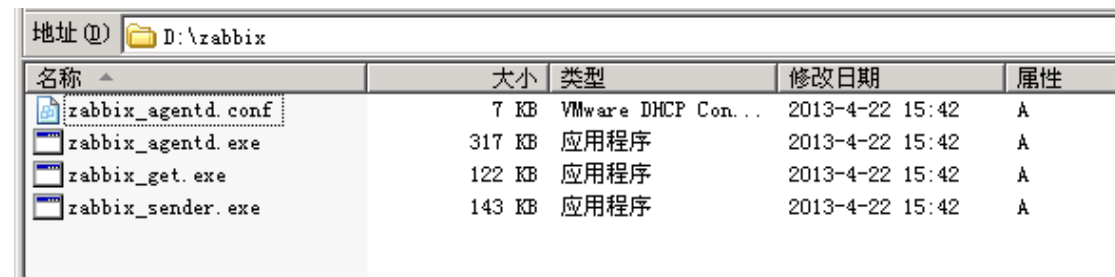 地址(D) D:\zabbix
名称 大小 类型 修改日期 属性
zabbix_agentd.conf 7 KB VMware DHCP Con... 2013-4-22 15:42 A
zabbix_agentd.exe 317 KB 应用程序 2013-4-22 15:42 A
zabbix_get.exe 122 KB 应用程序 2013-4-22 15:42 A
zabbix_sender.exe 143 KB 应用程序 2013-4-22 15:42 A